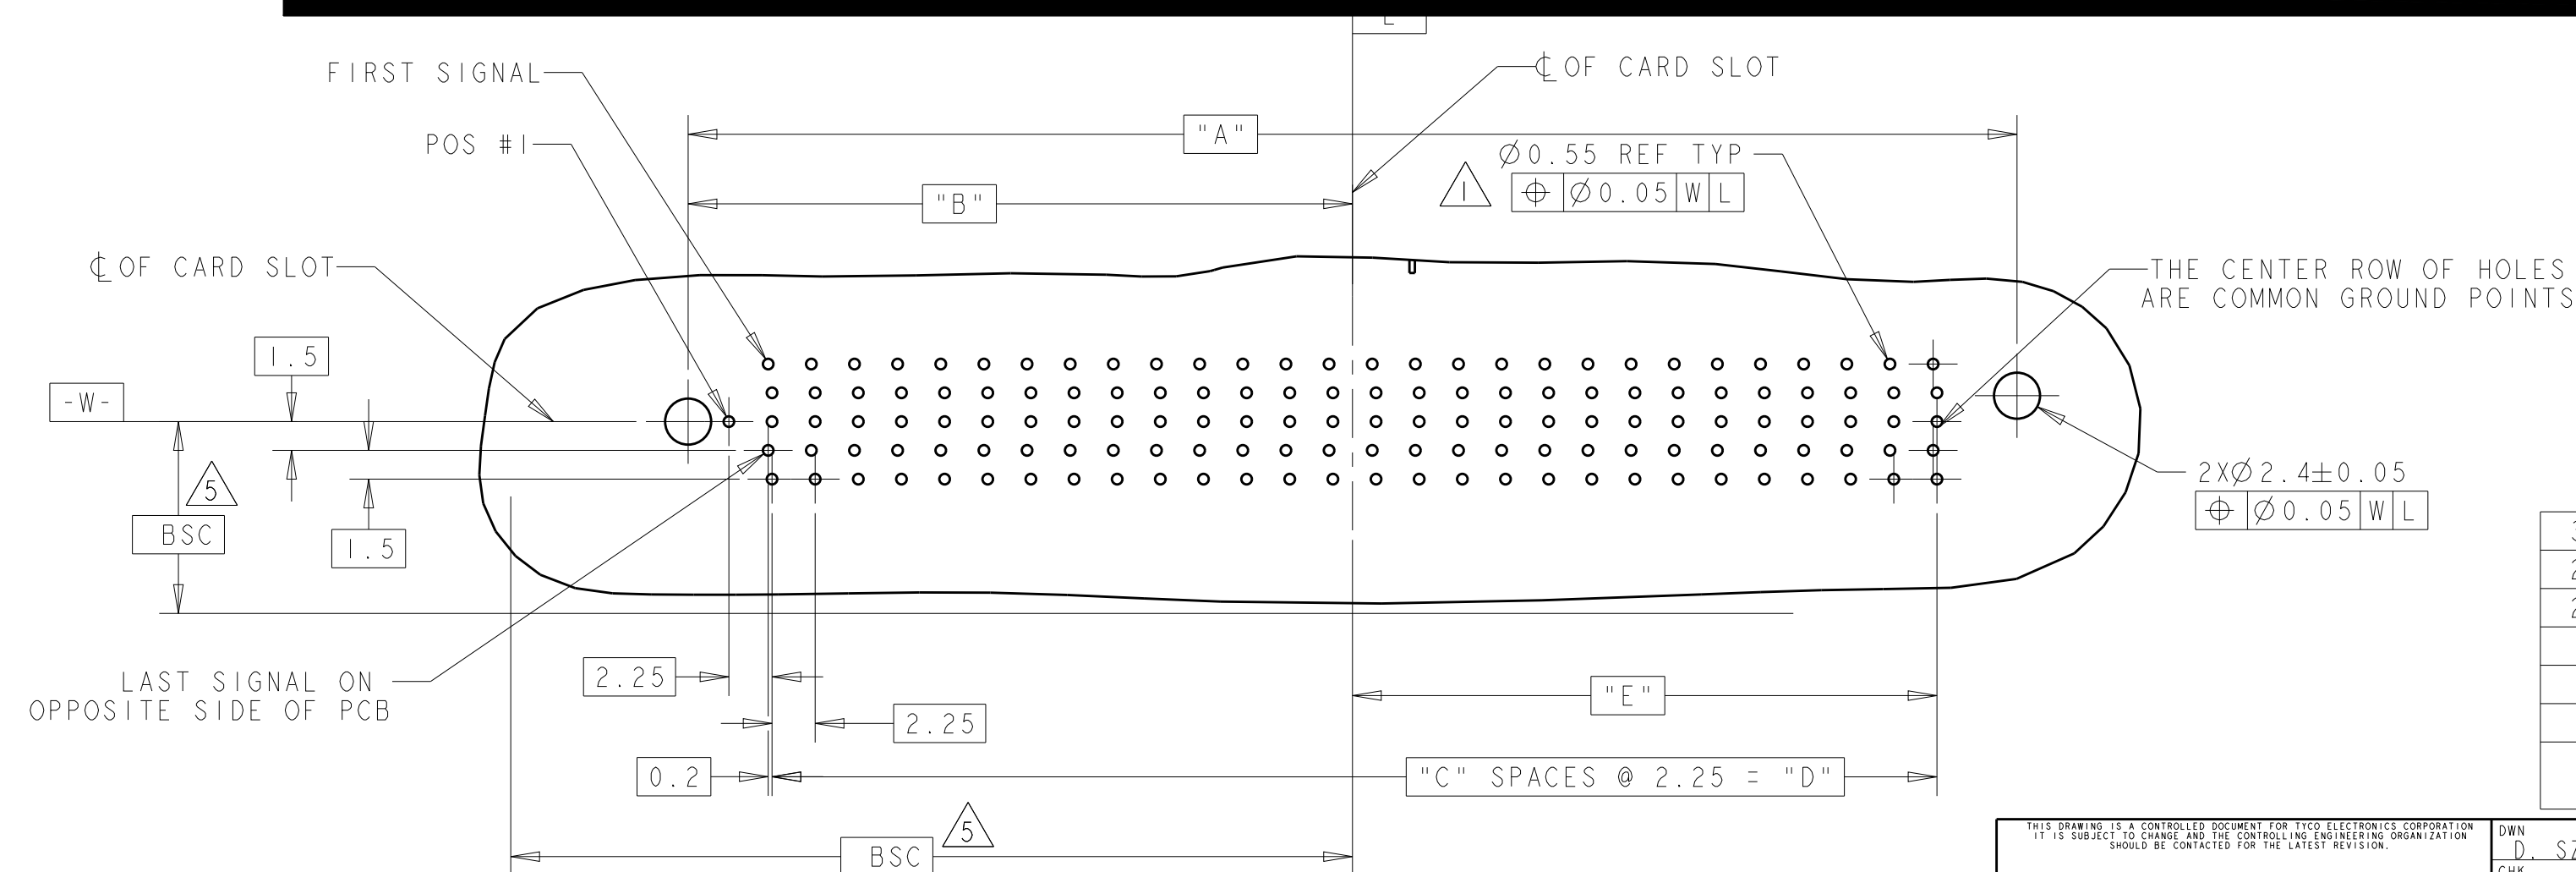 L
FIRST SIGNAL
℄ OF CARD SLOT
"A"
POS #1
Ø0.55 REF TYP
1
⌖ Ø0.05 W L
"B"
℄ OF CARD SLOT
THE CENTER ROW OF HOLES
ARE COMMON GROUND POINTS
1.5
-W-
2XØ2.4±0.05
⌖ Ø0.05 W L
5
BSC
1.5
2.25
LAST SIGNAL ON
OPPOSITE SIDE OF PCB
"E"
2.25
0.2
"C" SPACES @ 2.25 = "D"
5
BSC
THIS DRAWING IS A CONTROLLED DOCUMENT FOR TYCO ELECTRONICS CORPORATION
IT IS SUBJECT TO CHANGE AND THE CONTROLLING ENGINEERING ORGANIZATION
SHOULD BE CONTACTED FOR THE LATEST REVISION.
DWN
D. SZ
CHK